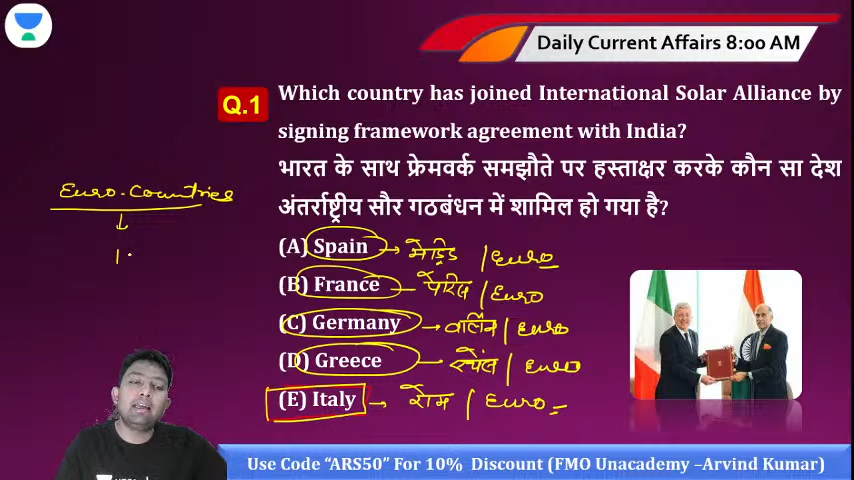 Daily Current Affairs 8:00 AM
Q.1
Which country has joined International Solar Alliance by
signing framework agreement with India?
भारत के साथ फ्रेमवर्क समझौते पर हस्ताक्षर करके कौन सा देश
अंतर्राष्ट्रीय सौर गठबंधन में शामिल हो गया है?
Euro-Countries
(A) Spain → मेड्रिड / Euro
(B) France – पेरिस / Euro
(C) Germany → बर्लिन / Euro
(D) Greece – / Euro
(E) Italy → रोम / Euro
Use Code “ARS50” For 10% Discount (FMO Unacademy –Arvind Kumar)